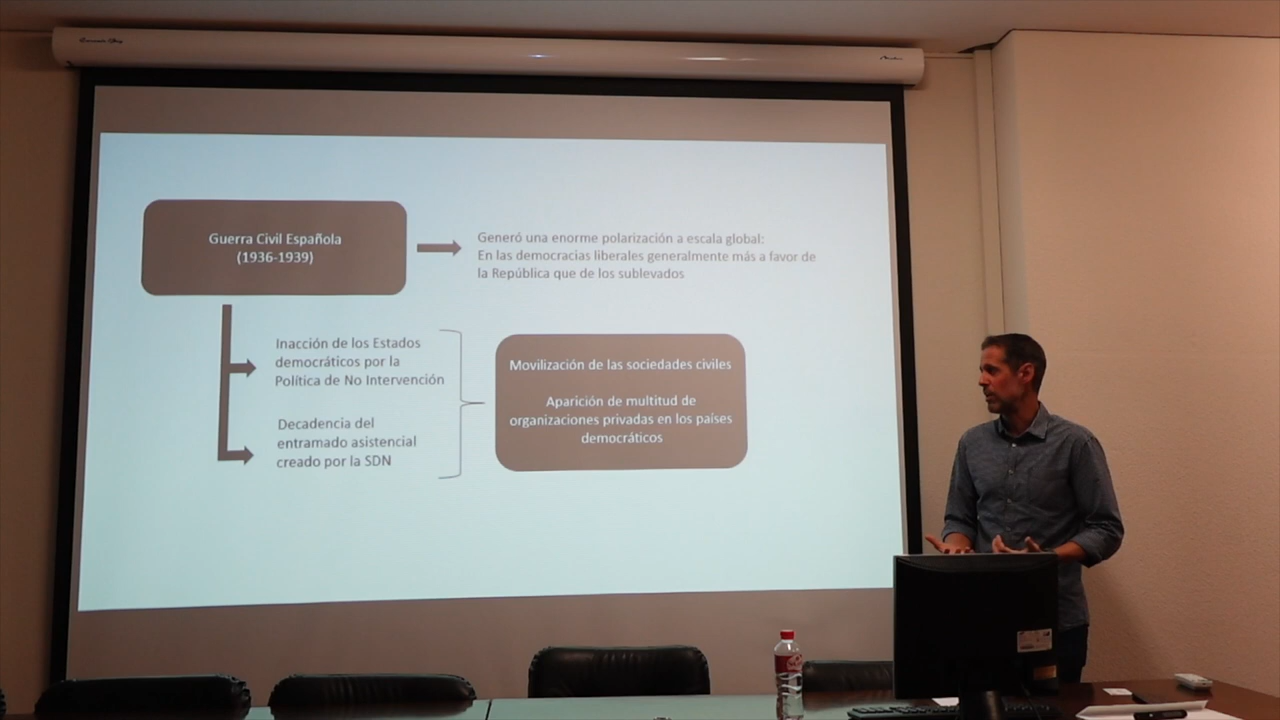 Guerra Civil Española
(1936-1939)
Generó una enorme polarización a escala global:
En las democracias liberales generalmente más a favor de
la República que de los sublevados
Inacción de los Estados
democráticos por la
Política de No Intervención
Decadencia del
entramado asistencial
creado por la SDN
Movilización de las sociedades civiles
Aparición de multitud de
organizaciones privadas en los países
democráticos